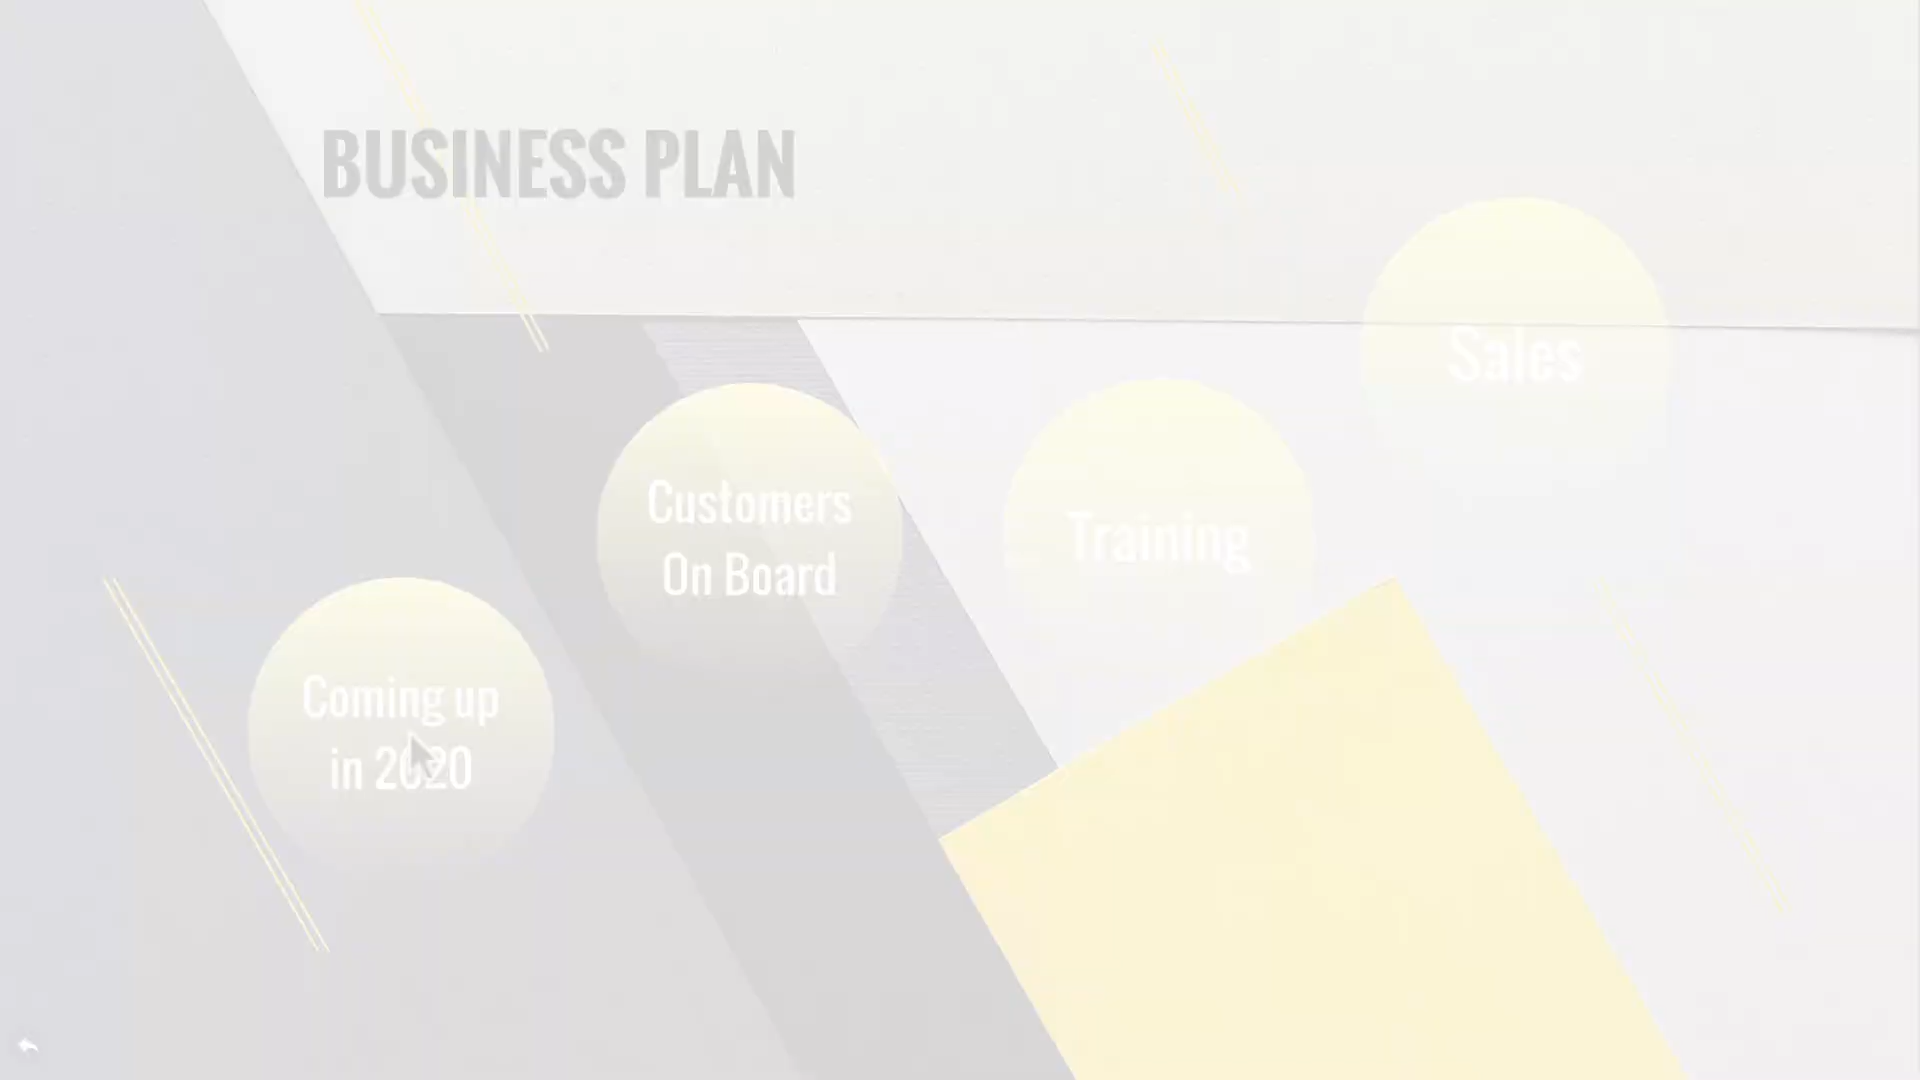 BUSINESS PLAN
Coming up
in 2020
Customers
On Board
Training
Sales